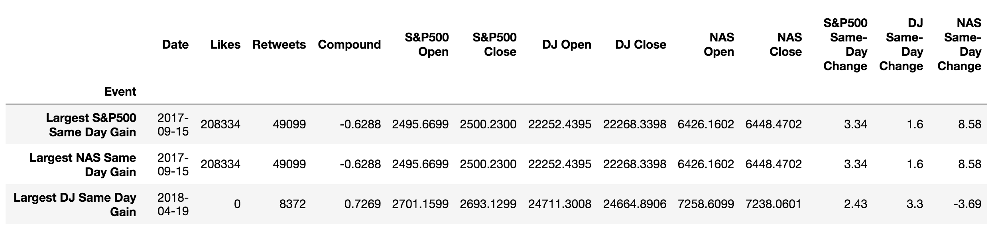 Date Likes Retweets Compound S&P500 Open S&P500 Close DJ Open DJ Close NAS Open NAS Close S&P500 Same-Day Change DJ Same-Day Change NAS Same-Day Change
Event
Largest S&P500 Same Day Gain 2017-09-15 208334 49099 -0.6288 2495.6699 2500.2300 22252.4395 22268.3398 6426.1602 6448.4702 3.34 1.6 8.58
Largest NAS Same Day Gain 2017-09-15 208334 49099 -0.6288 2495.6699 2500.2300 22252.4395 22268.3398 6426.1602 6448.4702 3.34 1.6 8.58
Largest DJ Same Day Gain 2018-04-19 0 8372 0.7269 2701.1599 2693.1299 24711.3008 24664.8906 7258.6099 7238.0601 2.43 3.3 -3.69